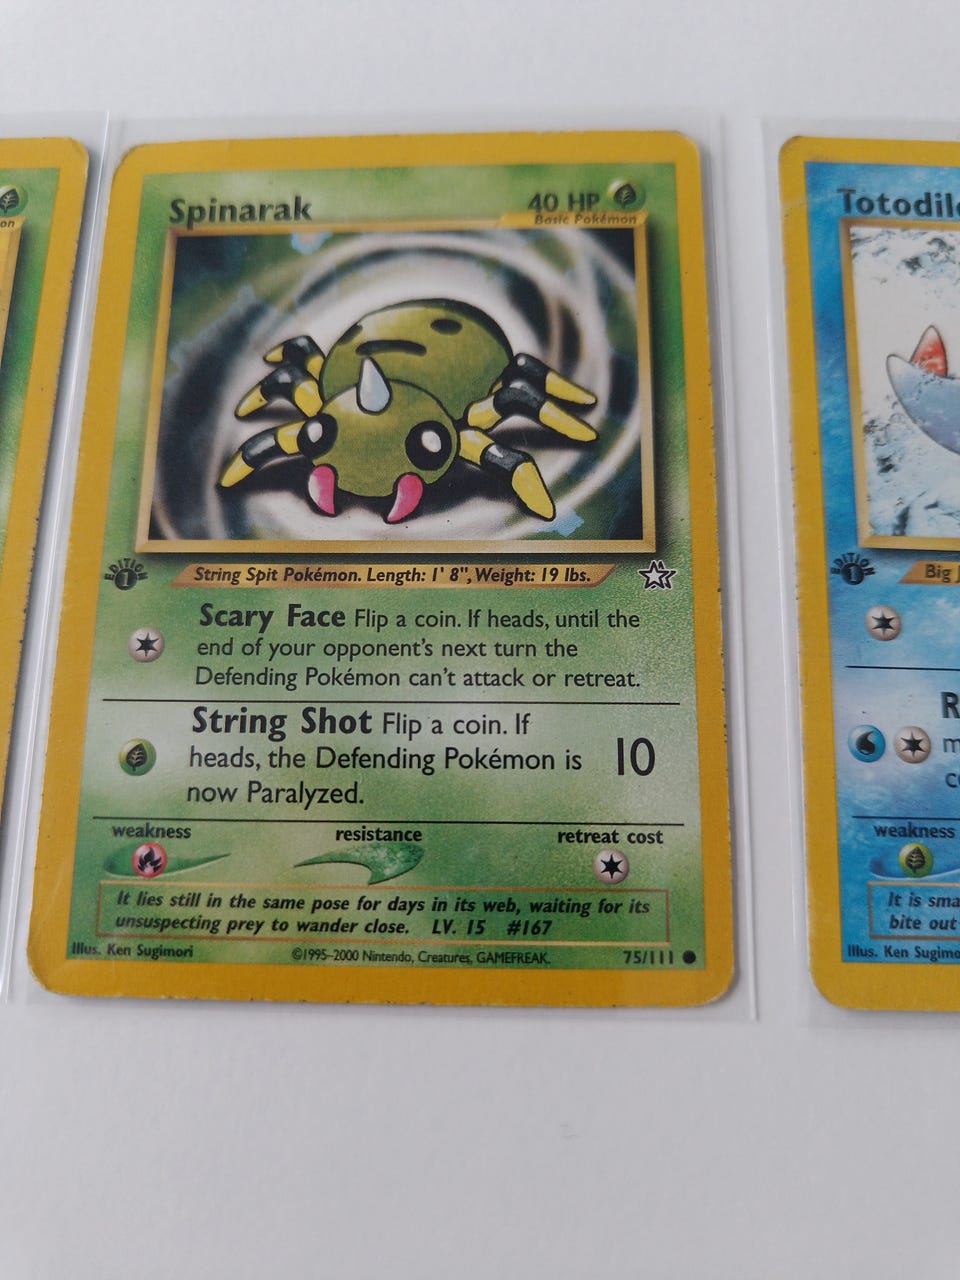 on
Spinarak
40 HP
Basic Pokémon
EDITION
1
String Spit Pokémon. Length: 1' 8", Weight: 19 lbs.
Scary Face Flip a coin. If heads, until the
end of your opponent's next turn the
Defending Pokémon can't attack or retreat.
String Shot Flip a coin. If
heads, the Defending Pokémon is
now Paralyzed.
10
weakness
resistance
retreat cost
It lies still in the same pose for days in its web, waiting for its
unsuspecting prey to wander close. LV. 15 #167
Illus. Ken Sugimori
©1995-2000 Nintendo, Creatures, GAMEFREAK.
75/111
Totodile
EDITION
1
Big
weakness
It is sma
bite out
Illus. Ken Sugimo